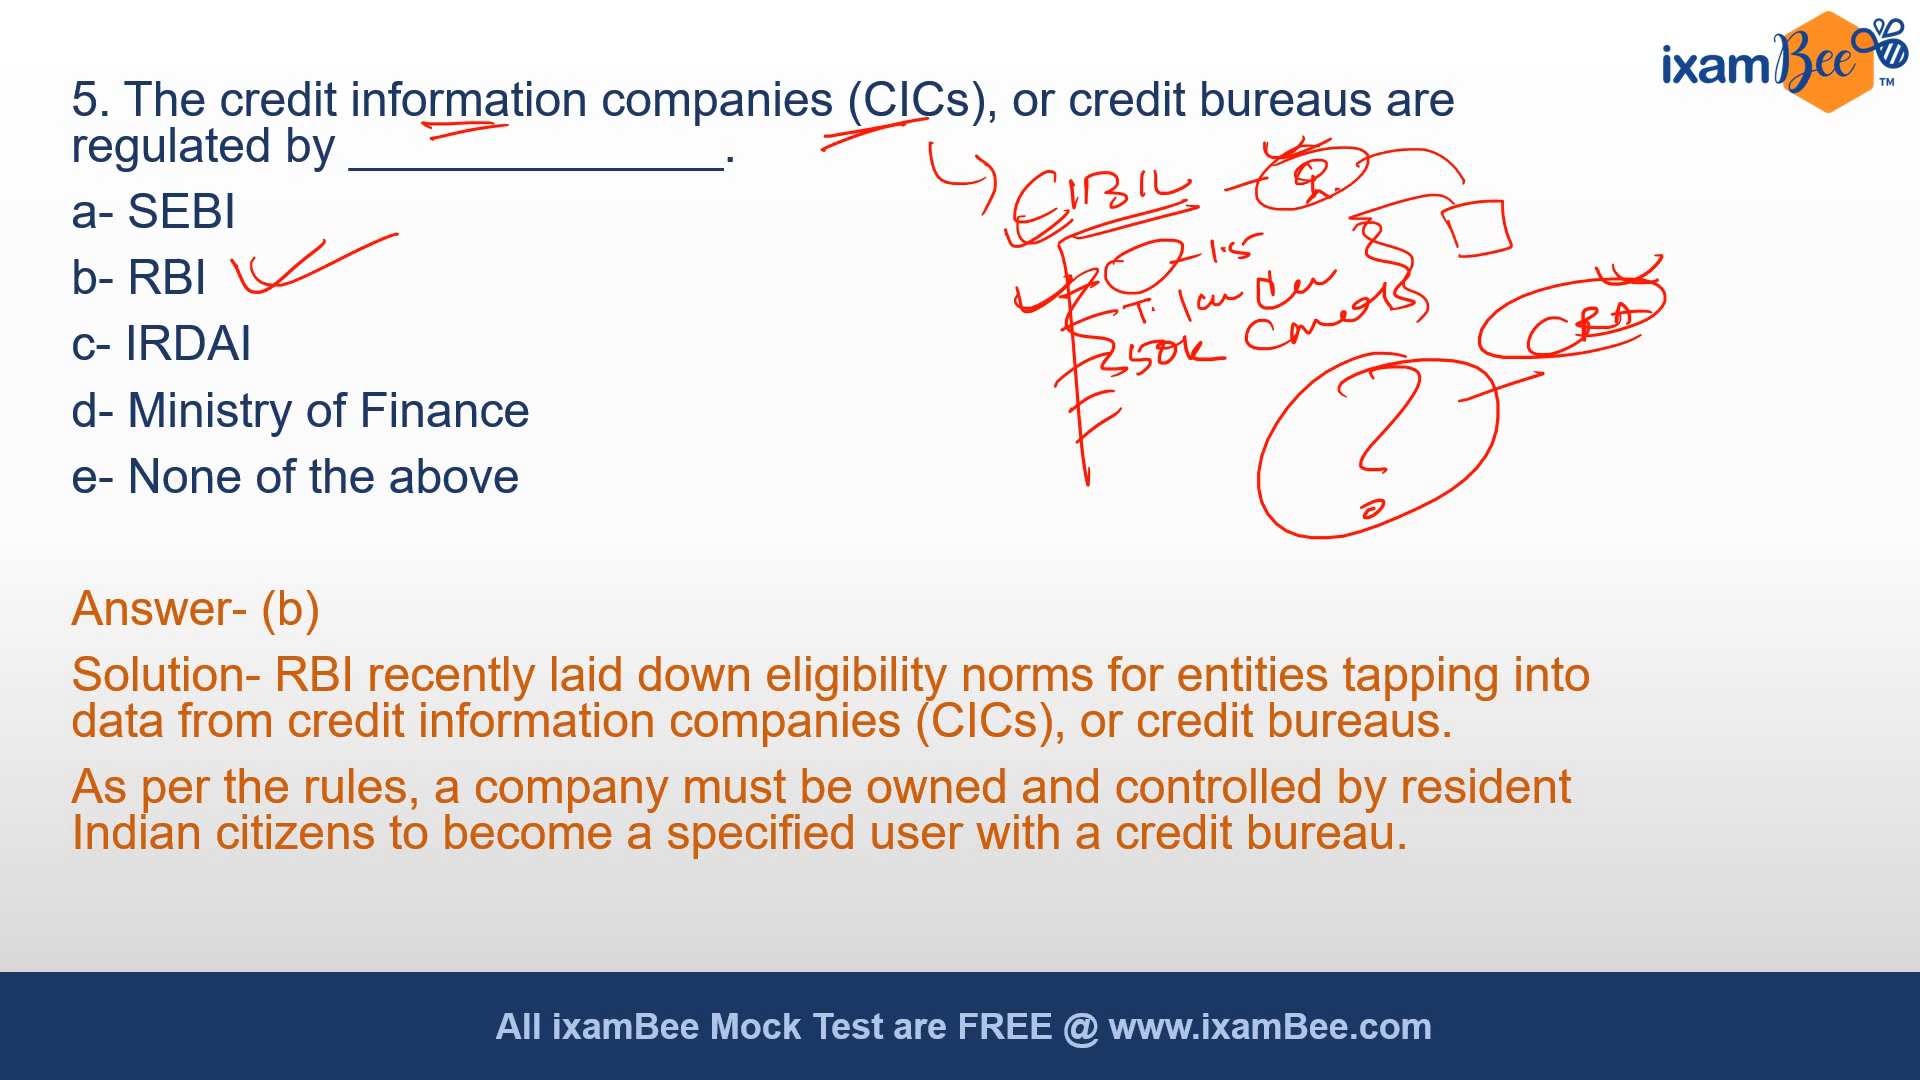 ixamBee TM
5. The credit information companies (CICs), or credit bureaus are
regulated by ________________.
a- SEBI
b- RBI
c- IRDAI
d- Ministry of Finance
e- None of the above
CIBIL
1.5
50k
?
CRA
Answer- (b)
Solution- RBI recently laid down eligibility norms for entities tapping into
data from credit information companies (CICs), or credit bureaus.
As per the rules, a company must be owned and controlled by resident
Indian citizens to become a specified user with a credit bureau.
All ixamBee Mock Test are FREE @ www.ixamBee.com